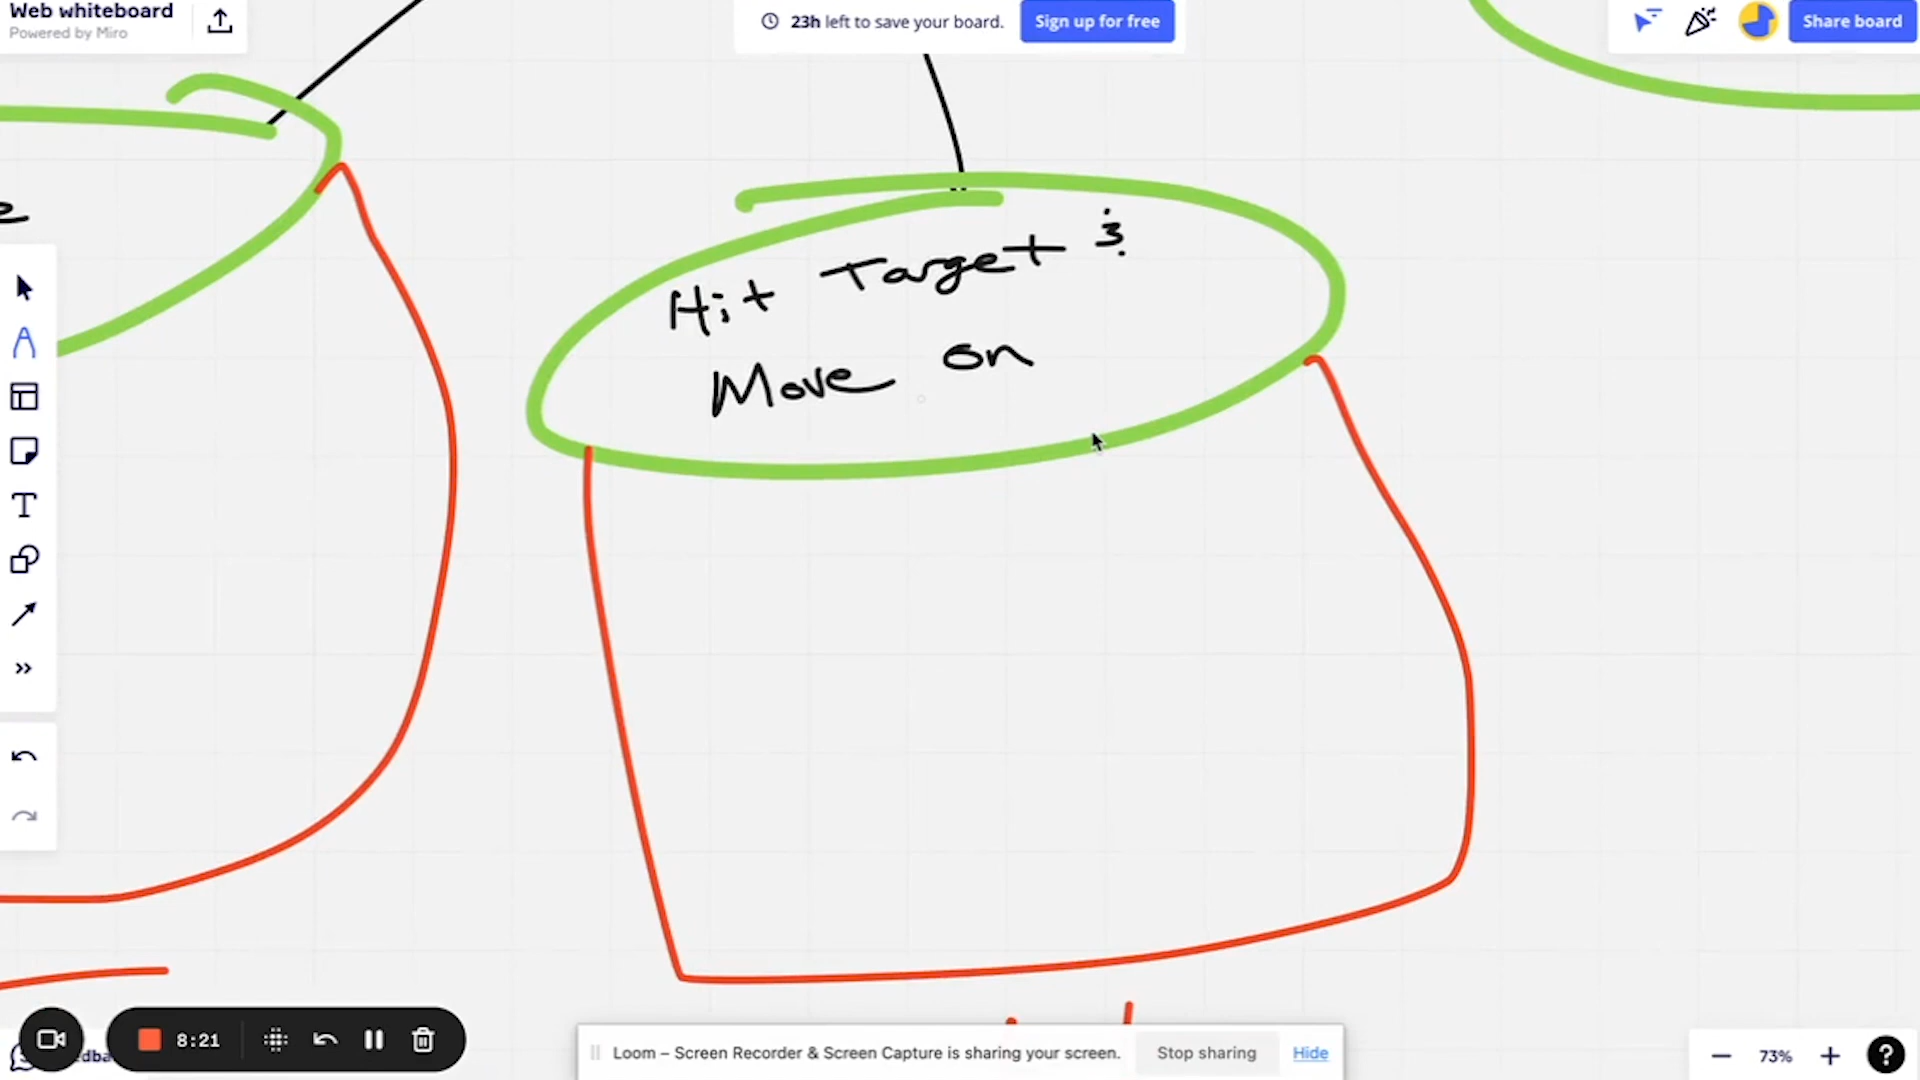 Web whiteboard
Powered by Miro
23h left to save your board.
Sign up for free
Share board
Hit Target &
Move on
8:21
Loom – Screen Recorder & Screen Capture is sharing your screen.
Stop sharing
Hide
73%